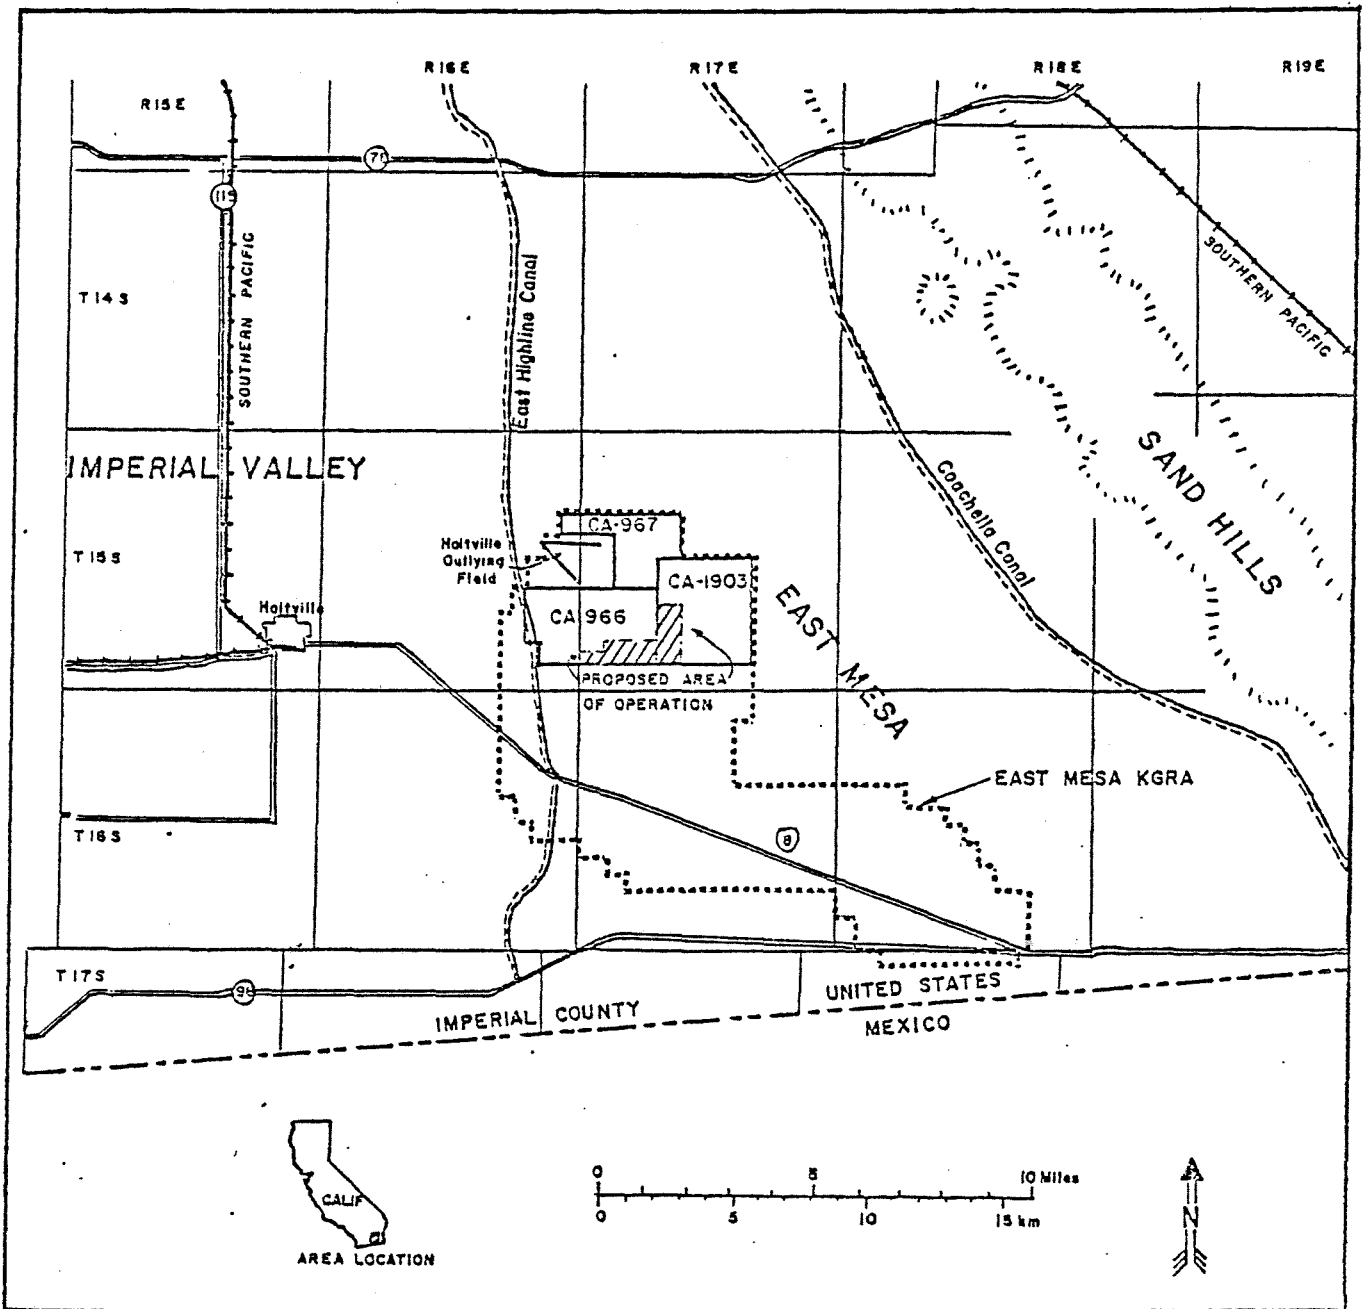 R16E
R17E
R18E
R19E
R15E
115
T14S
SOUTHERN PACIFIC
East Highline Canal
SOUTHERN PACIFIC
IMPERIAL VALLEY
SAND HILLS
Coachella Canal
T15S
Holtville
Outlying
Field
CA-967
CA-1903
CA 966
Holtville
EAST MESA
PROPOSED AREA
OF OPERATION
EAST MESA KGRA
T16S
8
T17S
98
IMPERIAL COUNTY
UNITED STATES
MEXICO
CALIF
AREA LOCATION
0 5 10 Miles
0 5 10 15 km
N